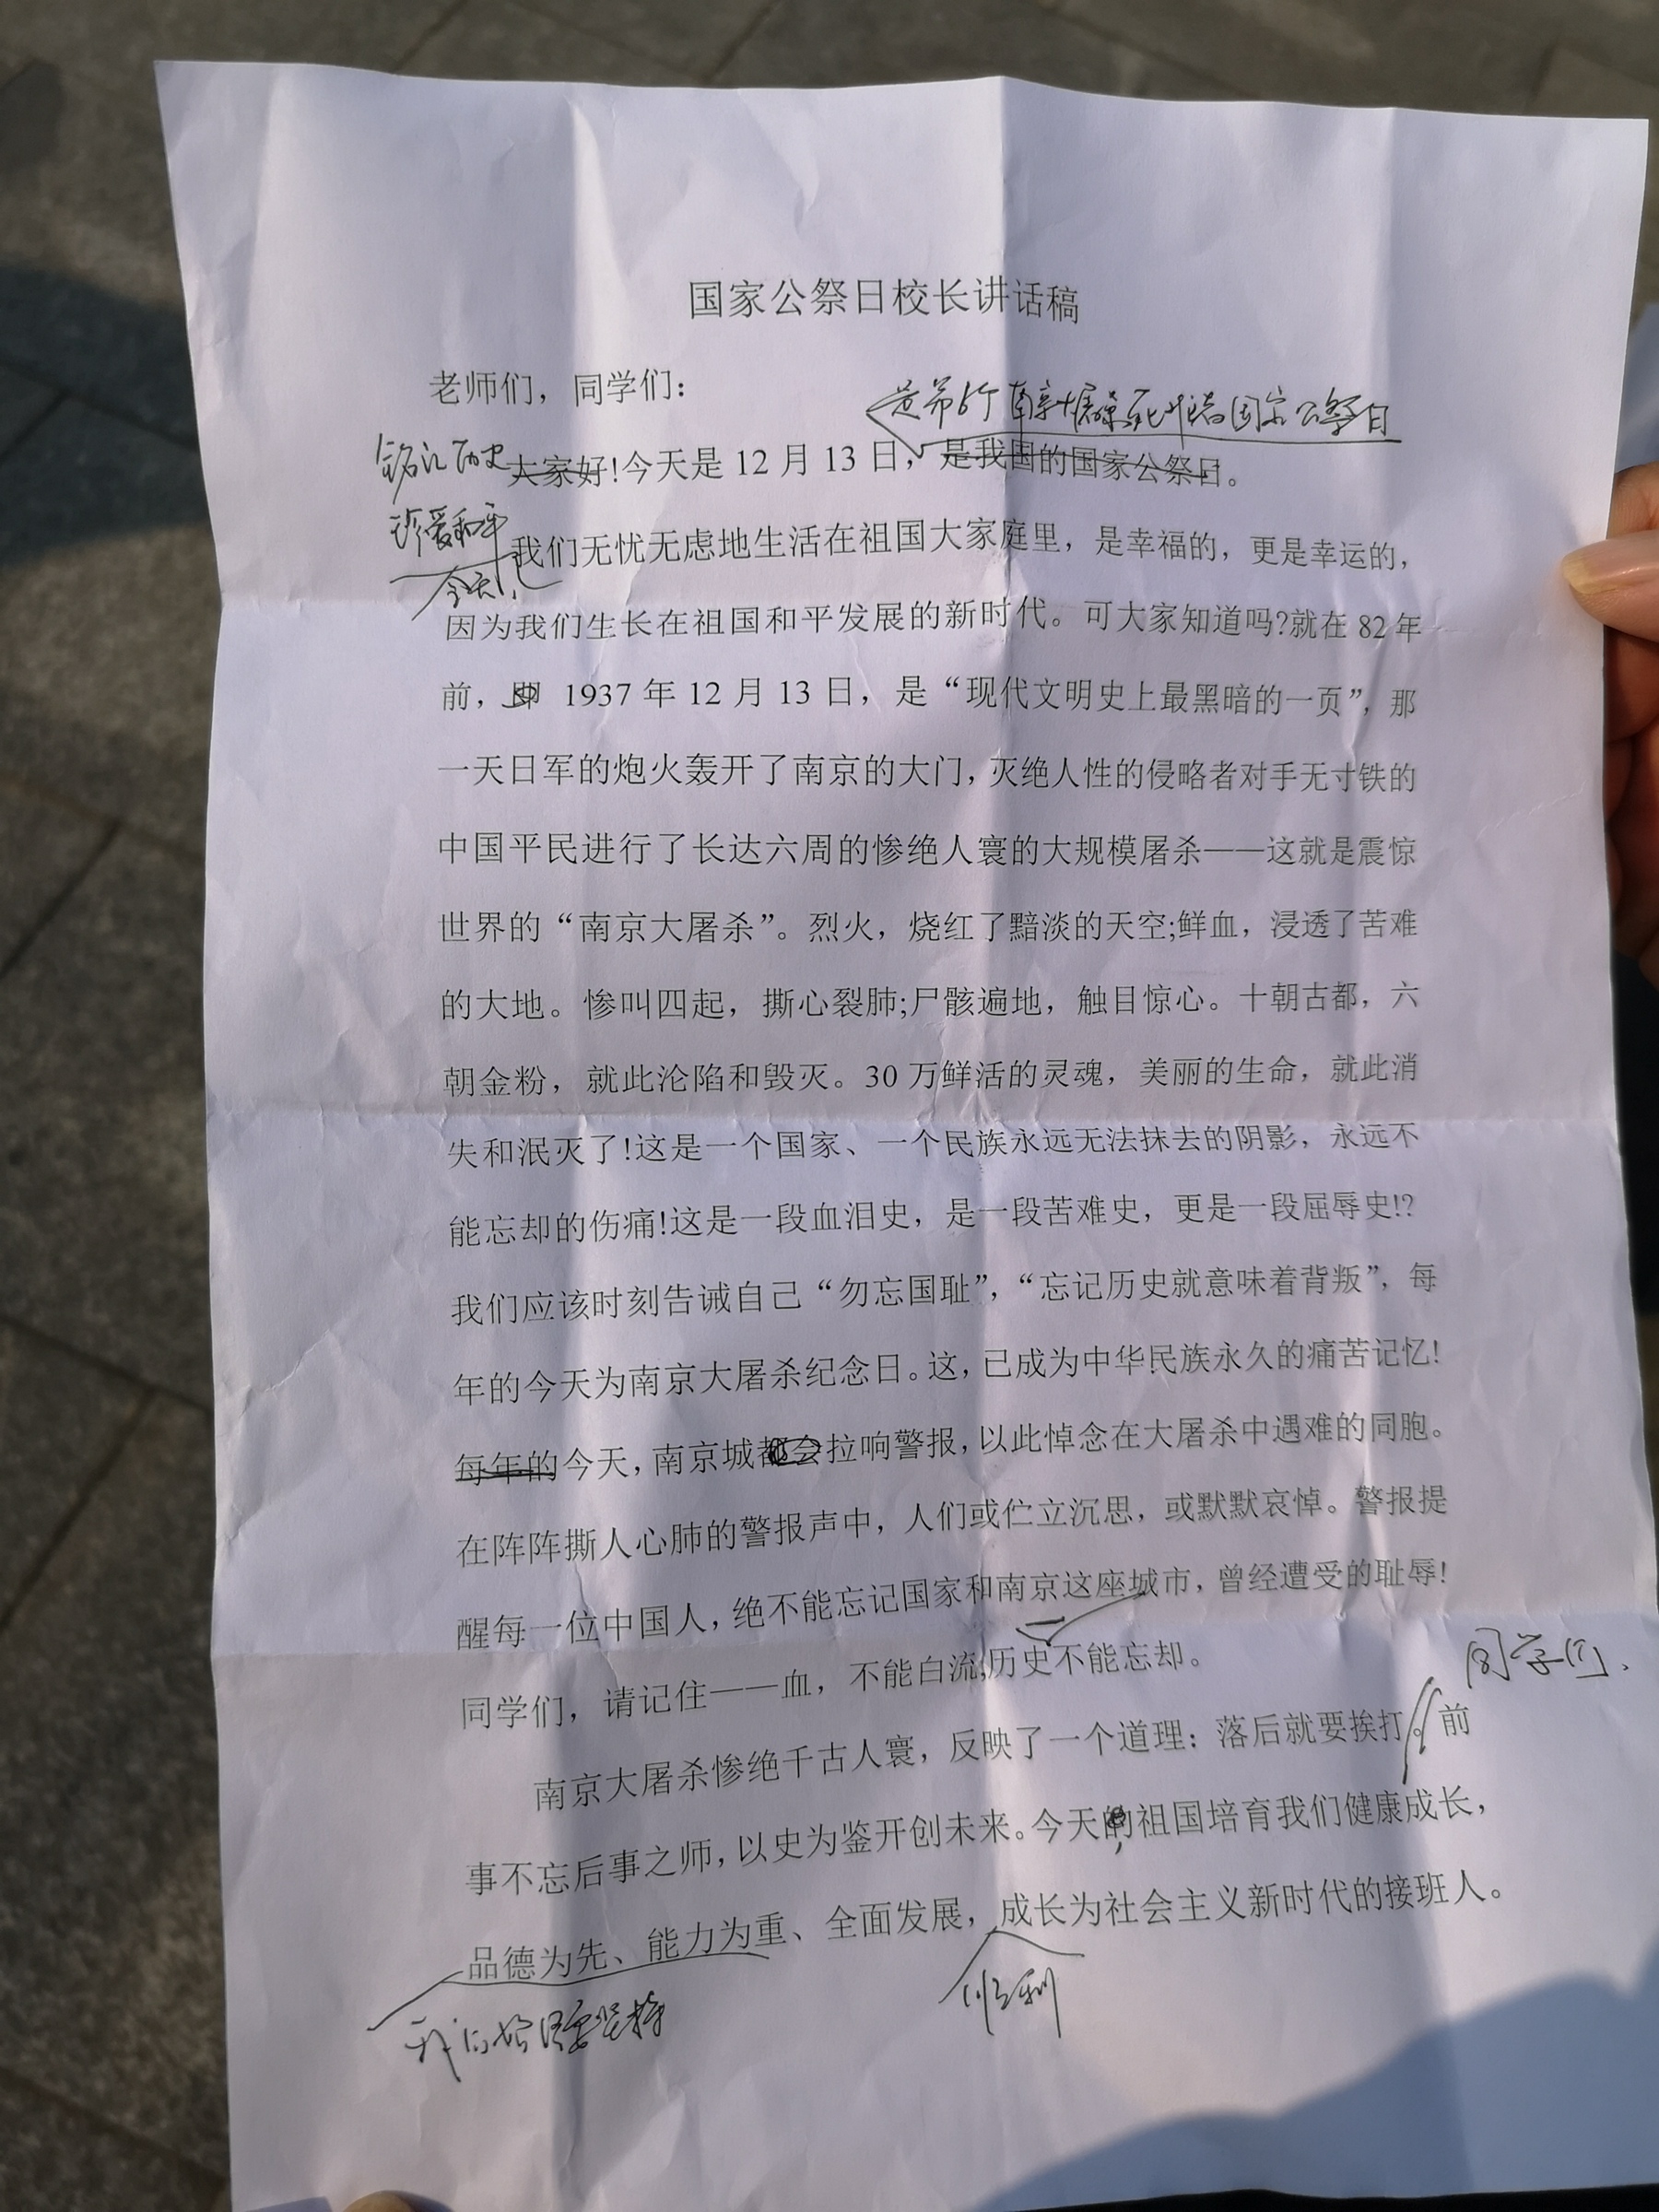 国家公祭日校长讲话稿
老师们，同学们：
是第6个南京大屠杀死难者国家公祭日
铭记历史
大家好!今天是 12 月 13 日，是我国的国家公祭日。
珍爱和平
我们无忧无虑地生活在祖国大家庭里，是幸福的，更是幸运的，
今天，
因为我们生长在祖国和平发展的新时代。可大家知道吗?就在 82 年
前，即 1937 年 12 月 13 日，是“现代文明史上最黑暗的一页”，那
一天日军的炮火轰开了南京的大门，灭绝人性的侵略者对手无寸铁的
中国平民进行了长达六周的惨绝人寰的大规模屠杀——这就是震惊
世界的“南京大屠杀”。烈火，烧红了黯淡的天空;鲜血，浸透了苦难
的大地。惨叫四起，撕心裂肺;尸骸遍地，触目惊心。十朝古都，六
朝金粉，就此沦陷和毁灭。30 万鲜活的灵魂，美丽的生命，就此消
失和泯灭了!这是一个国家、一个民族永远无法抹去的阴影，永远不
能忘却的伤痛!这是一段血泪史，是一段苦难史，更是一段屈辱史!?
我们应该时刻告诫自己“勿忘国耻”，“忘记历史就意味着背叛”，每
年的今天为南京大屠杀纪念日。这，已成为中华民族永久的痛苦记忆!
每年的今天，南京城都会拉响警报，以此悼念在大屠杀中遇难的同胞。
在阵阵撕人心肺的警报声中，人们或伫立沉思，或默默哀悼。警报提
醒每一位中国人，绝不能忘记国家和南京这座城市，曾经遭受的耻辱!
同学们，请记住——血，不能白流;历史不能忘却。
同学们、
南京大屠杀惨绝千古人寰，反映了一个道理：落后就要挨打。前
事不忘后事之师，以史为鉴开创未来。今天的祖国培育我们健康成长，
品德为先、能力为重、全面发展，成长为社会主义新时代的接班人。
顺利
我们始终要坚持